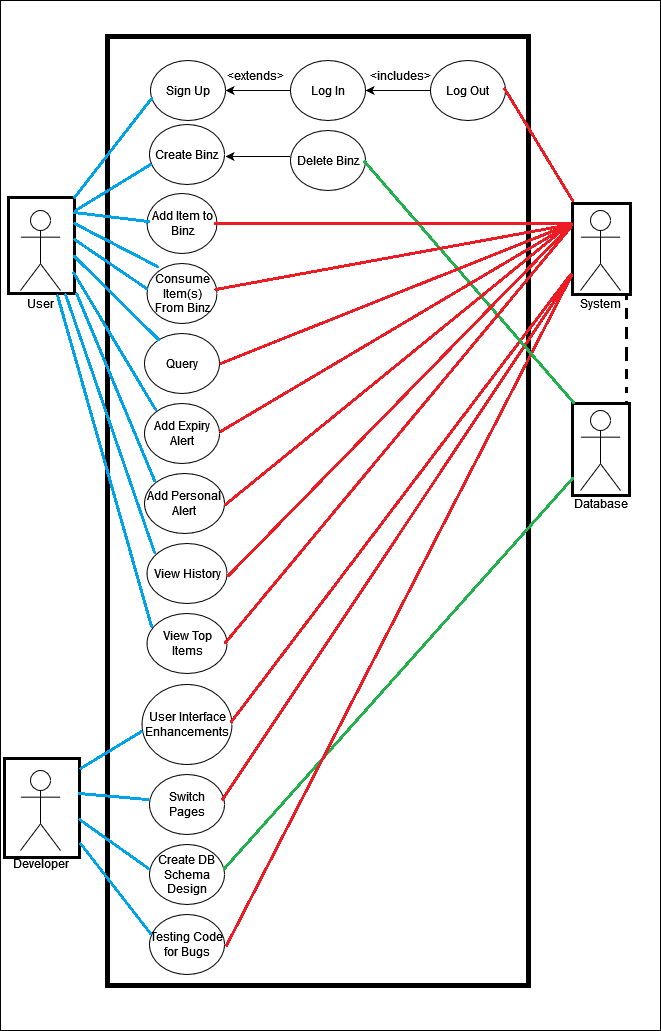 Sign Up
<extends>
Log In
<includes>
Log Out
Create Binz
Delete Binz
Add Item to
Binz
User
Consume
Item(s)
From Binz
System
Query
Add Expiry
Alert
Add Personal
Alert
Database
View History
View Top
Items
User Interface
Enhancements
Switch
Pages
Developer
Create DB
Schema
Design
Testing Code
for Bugs